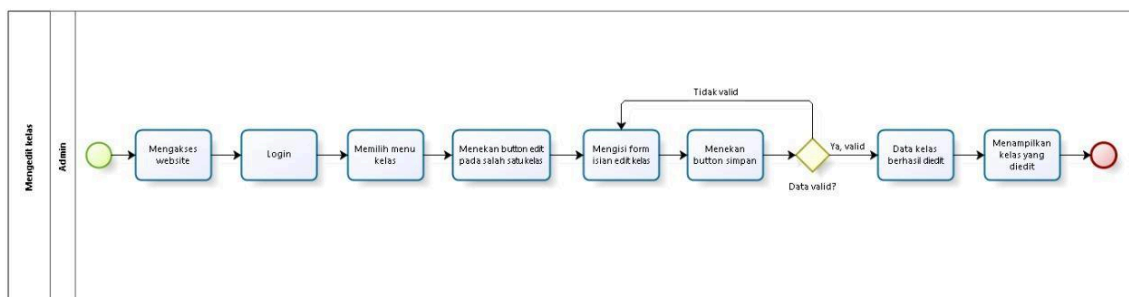 Mengedit kelas
Admin
Mengakses
website
Login
Memilih menu
kelas
Menekan button edit
pada salah satu kelas
Mengisi form
isian edit kelas
Menekan
button simpan
Tidak valid
Data valid?
Ya, valid
Data kelas
berhasil diedit
Menampilkan
kelas yang
diedit